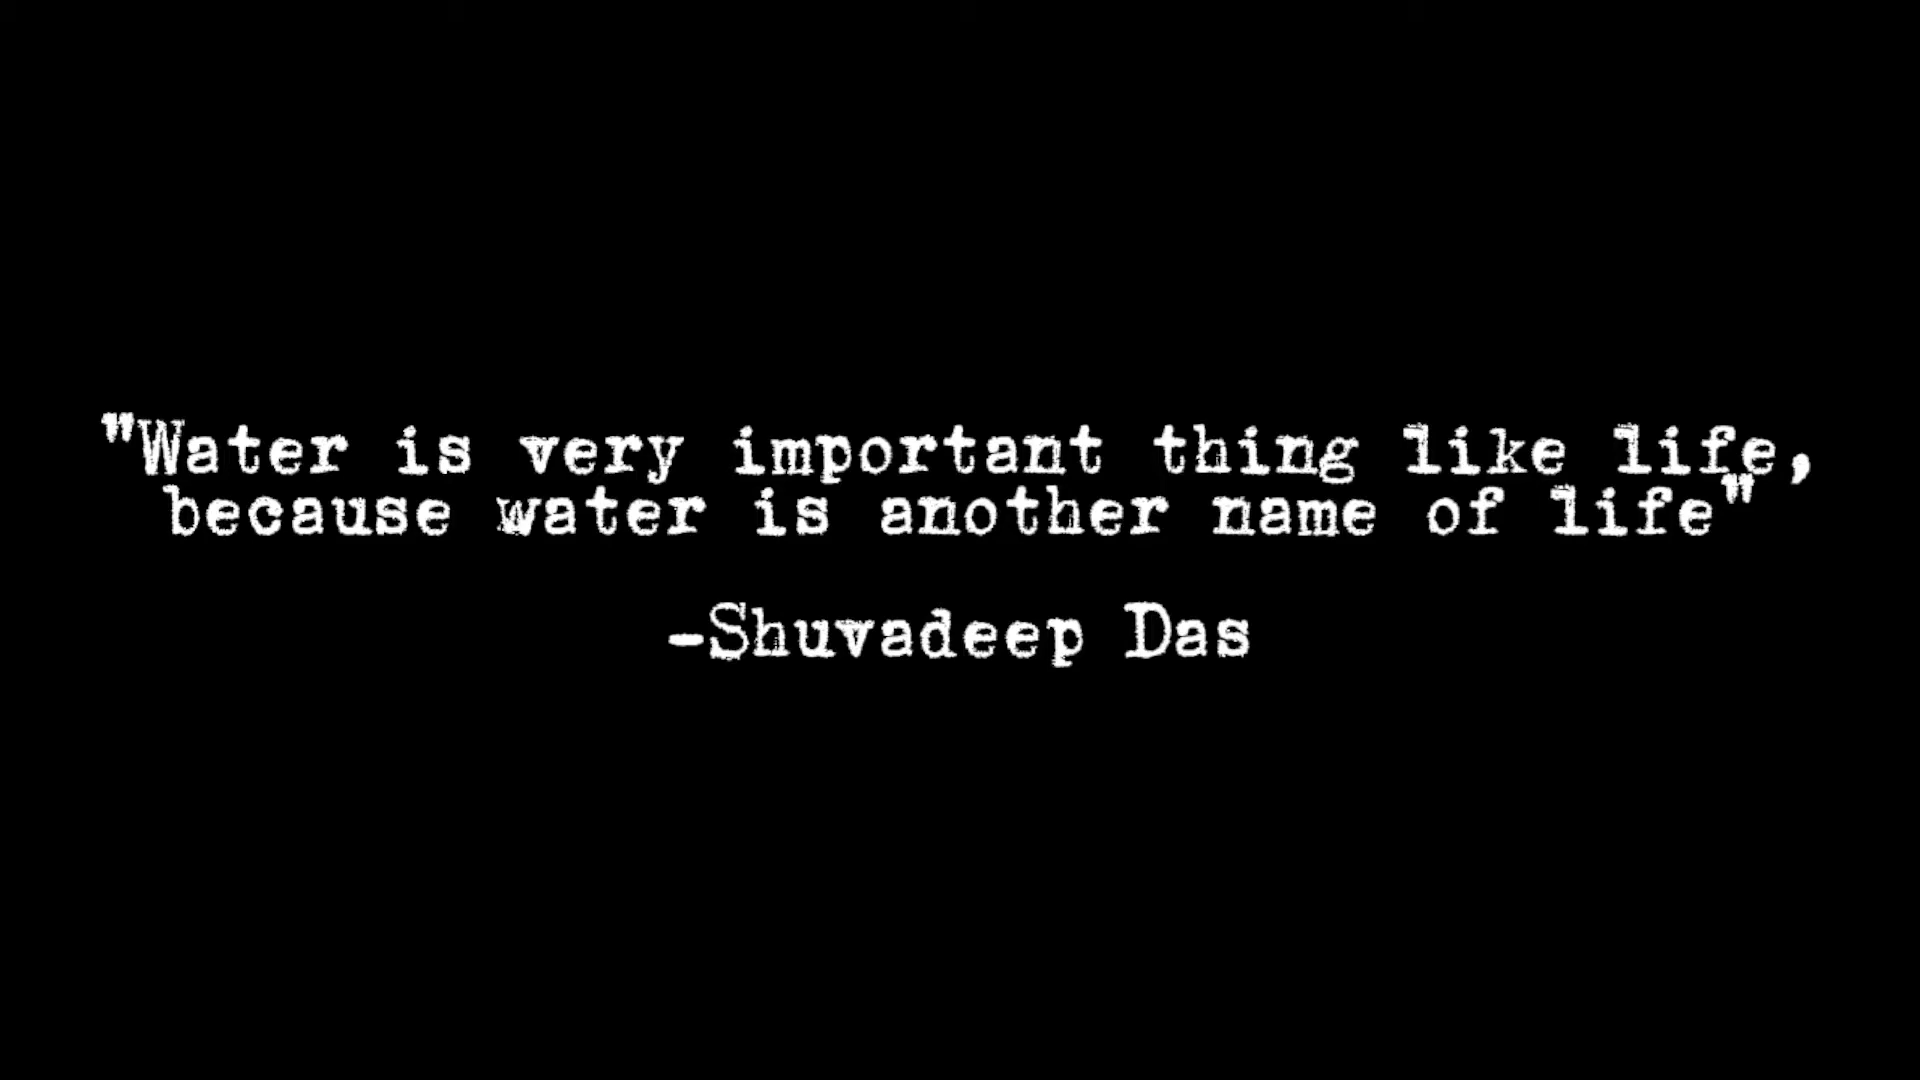 "Water is very important thing like life,
because water is another name of life"
-Shuvadeep Das